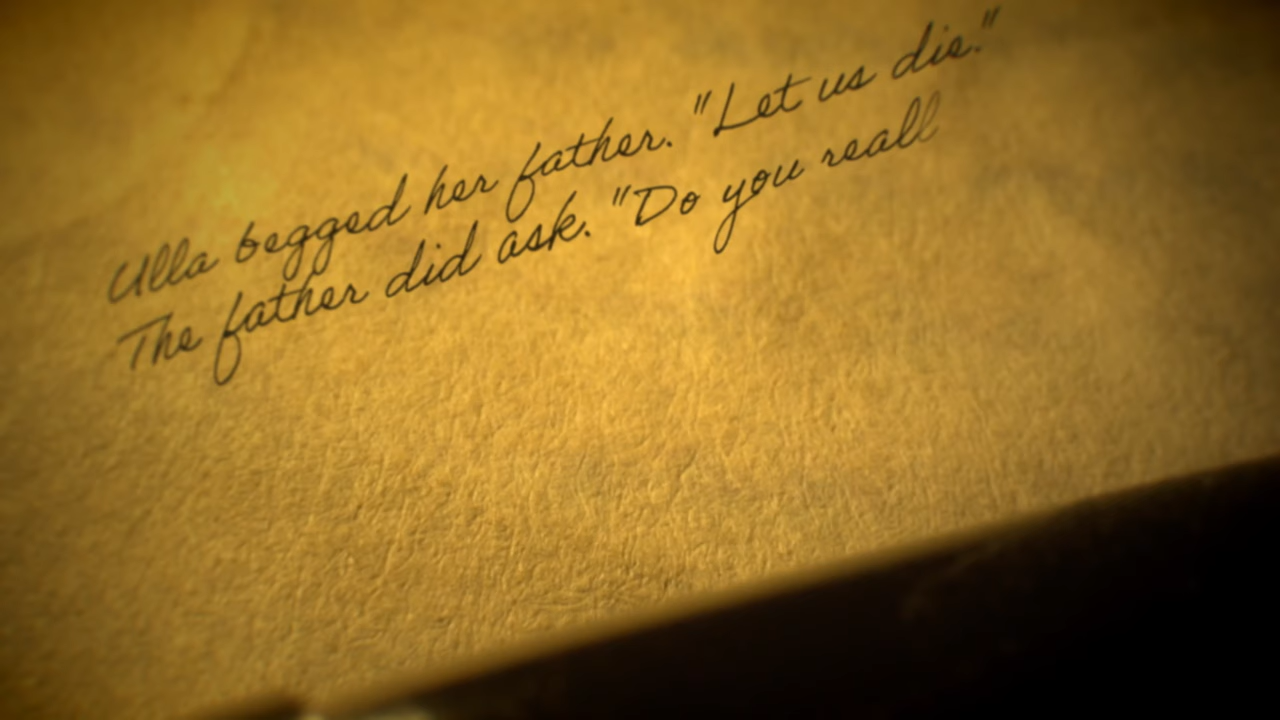 Ulla begged her father. "Let us die."
The father did ask. "Do you reall